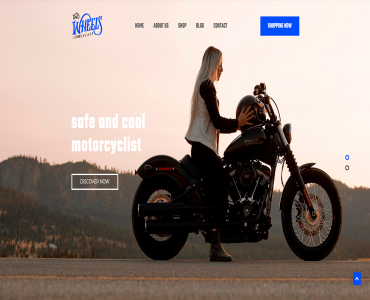 WHEELS
HOME ABOUT US SHOP BLOG CONTACT
SHOPPING NOW
safe and cool
motorcyclist
DISCOVER NOW